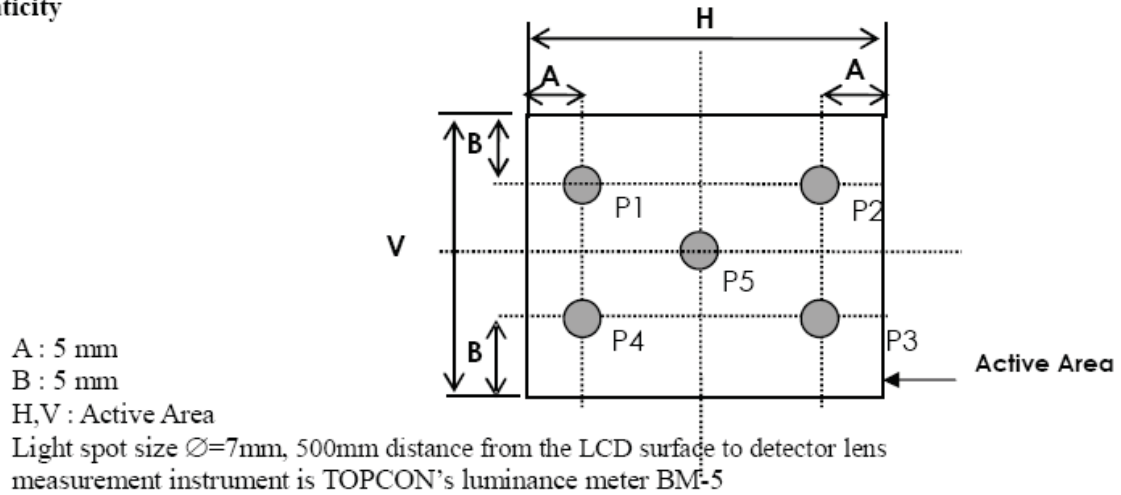 H
A
A
B
P1
P2
V
P5
B
P4
P3
Active Area
A : 5 mm
B : 5 mm
H,V : Active Area
Light spot size ∅=7mm, 500mm distance from the LCD surface to detector lens
measurement instrument is TOPCON’s luminance meter BM-5